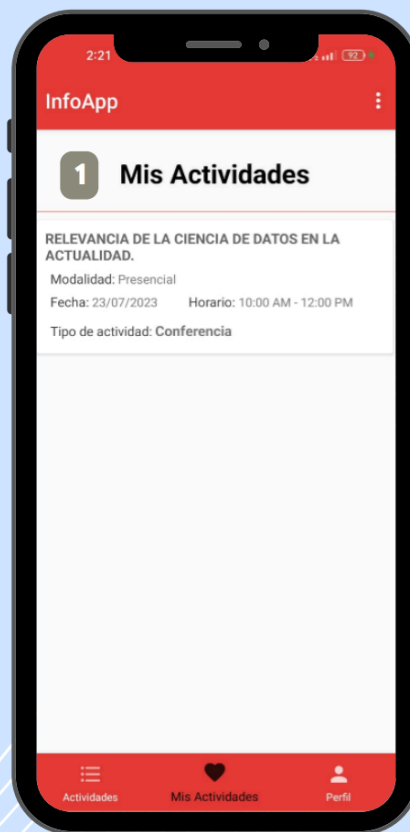 2:21
92
InfoApp
1
Mis Actividades
RELEVANCIA DE LA CIENCIA DE DATOS EN LA
ACTUALIDAD.
Modalidad: Presencial
Fecha: 23/07/2023 Horario: 10:00 AM - 12:00 PM
Tipo de actividad: Conferencia
Actividades Mis Actividades Perfil